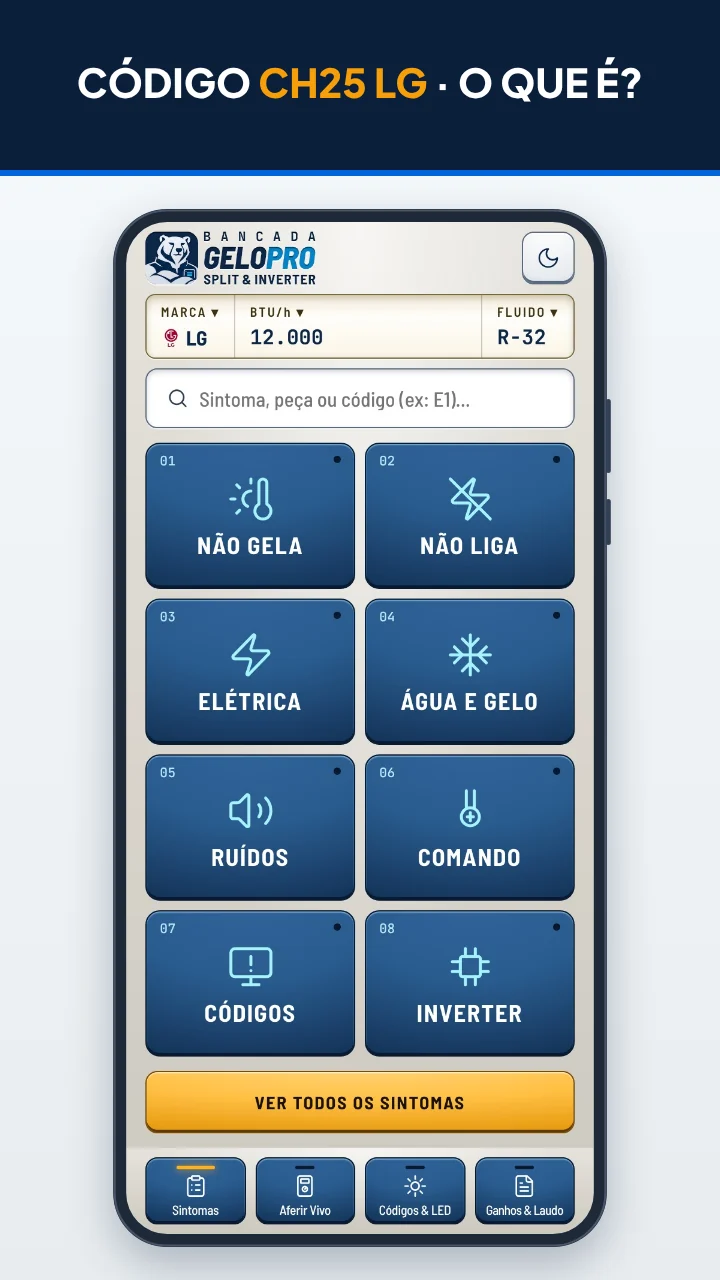 CÓDIGO CH25 LG · O QUE É?
BANCADA
GELOPRO
SPLIT & INVERTER
MARCA ▼ BTU/h ▼ FLUIDO ▼
LG LG 12.000 R-32
Sintoma, peça ou código (ex: E1)...
01 02
NÃO GELA NÃO LIGA
03 04
ELÉTRICA ÁGUA E GELO
05 06
RUÍDOS COMANDO
07 08
CÓDIGOS INVERTER
VER TODOS OS SINTOMAS
Sintomas Aferir Vivo Códigos & LED Ganhos & Laudo